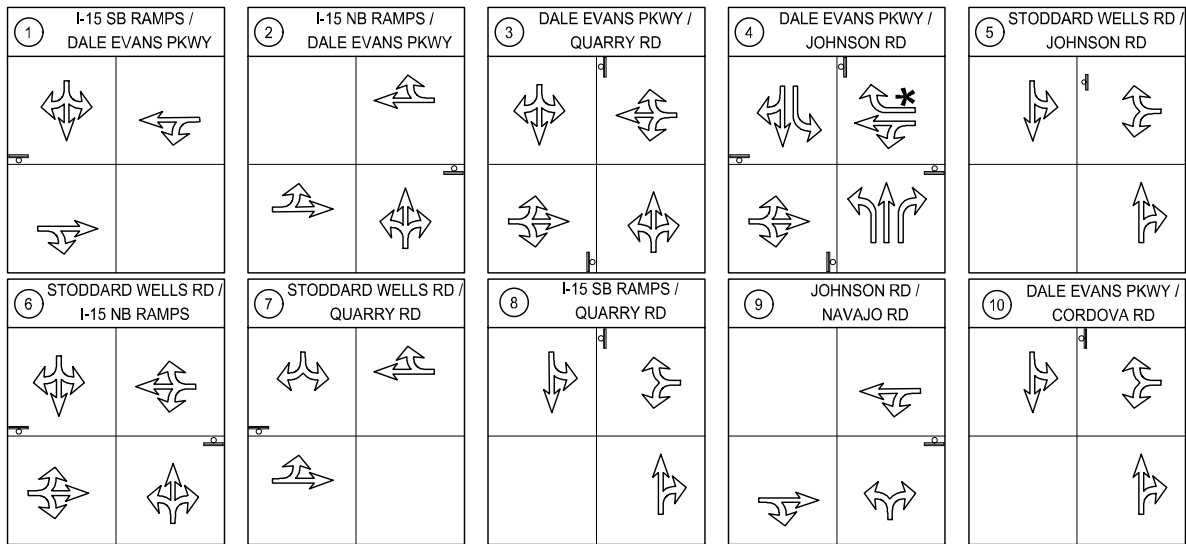 1
I-15 SB RAMPS /
DALE EVANS PKWY
2
I-15 NB RAMPS /
DALE EVANS PKWY
3
DALE EVANS PKWY /
QUARRY RD
4
DALE EVANS PKWY /
JOHNSON RD
*
5
STODDARD WELLS RD /
JOHNSON RD
6
STODDARD WELLS RD /
I-15 NB RAMPS
7
STODDARD WELLS RD /
QUARRY RD
8
I-15 SB RAMPS /
QUARRY RD
9
JOHNSON RD /
NAVAJO RD
10
DALE EVANS PKWY /
CORDOVA RD